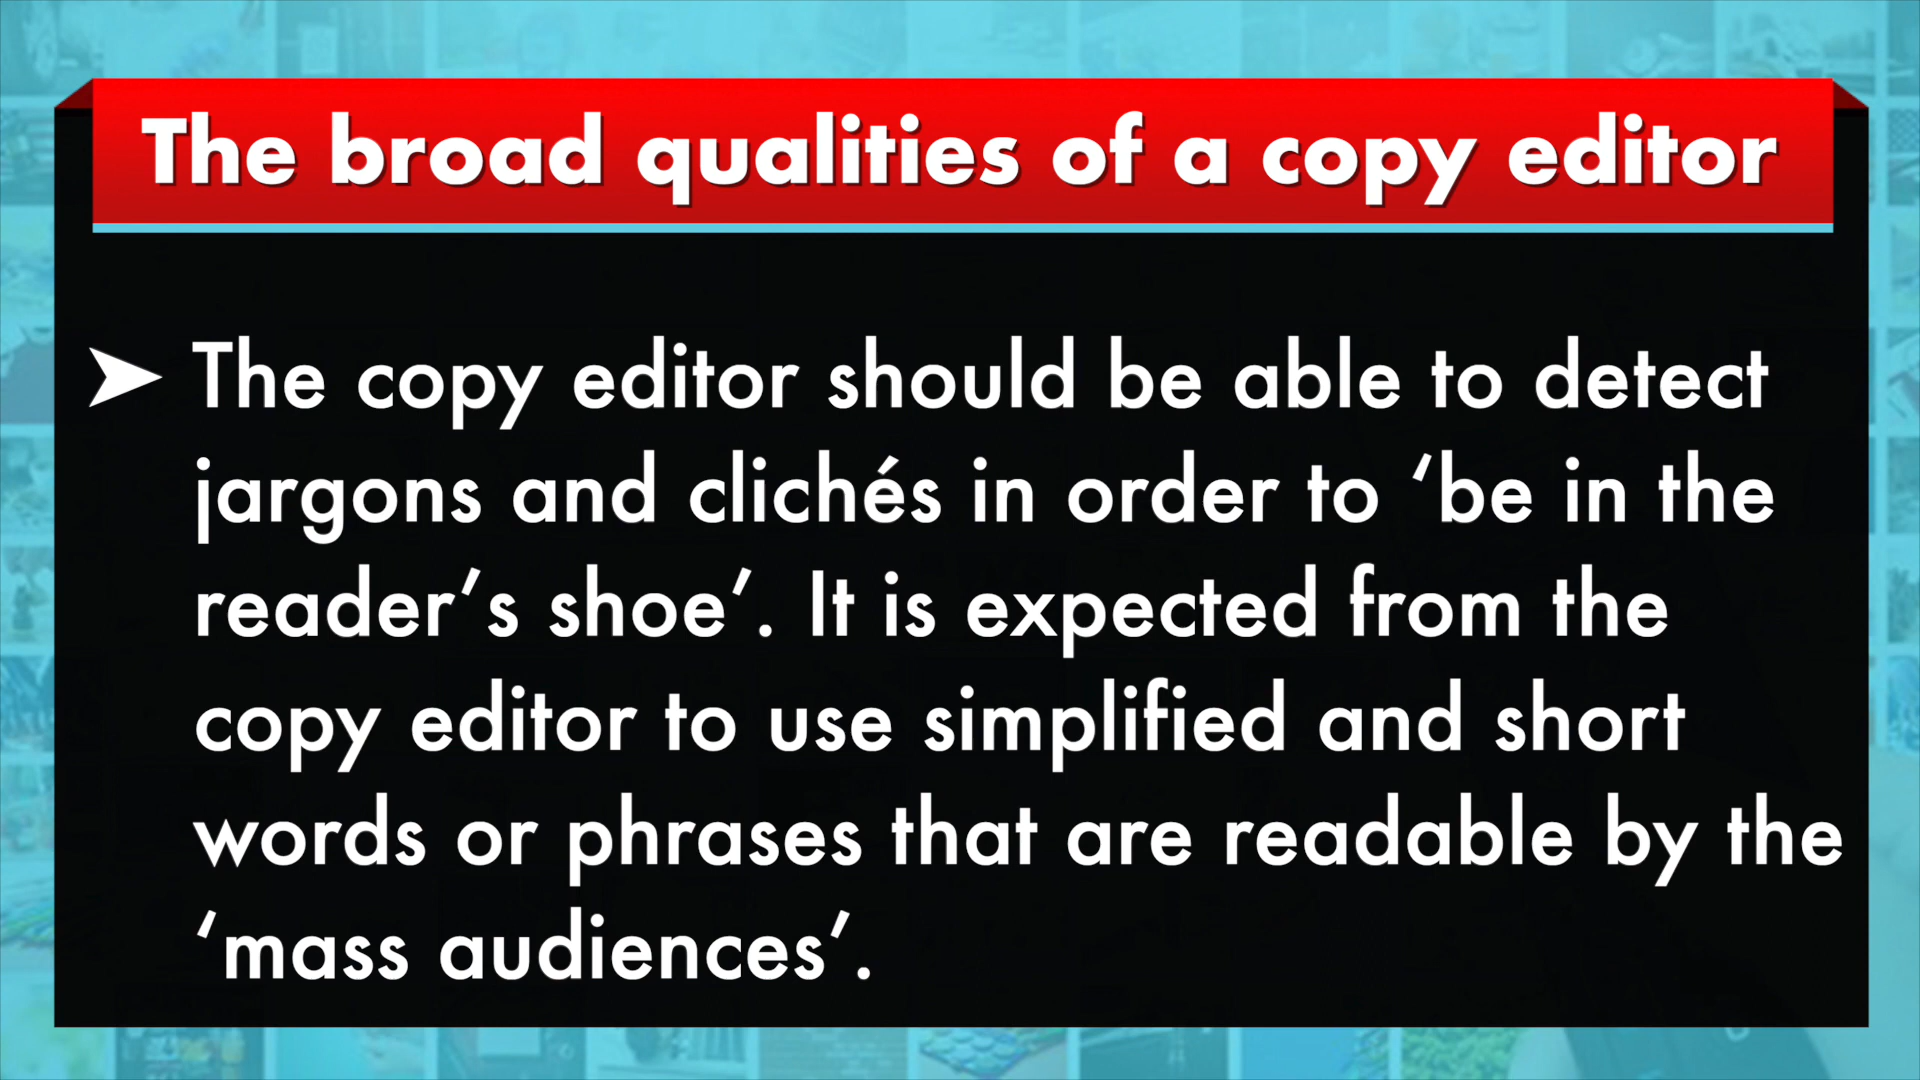 The broad qualities of a copy editor
➤ The copy editor should be able to detect
jargons and clichés in order to ‘be in the
reader’s shoe’. It is expected from the
copy editor to use simplified and short
words or phrases that are readable by the
‘mass audiences’.